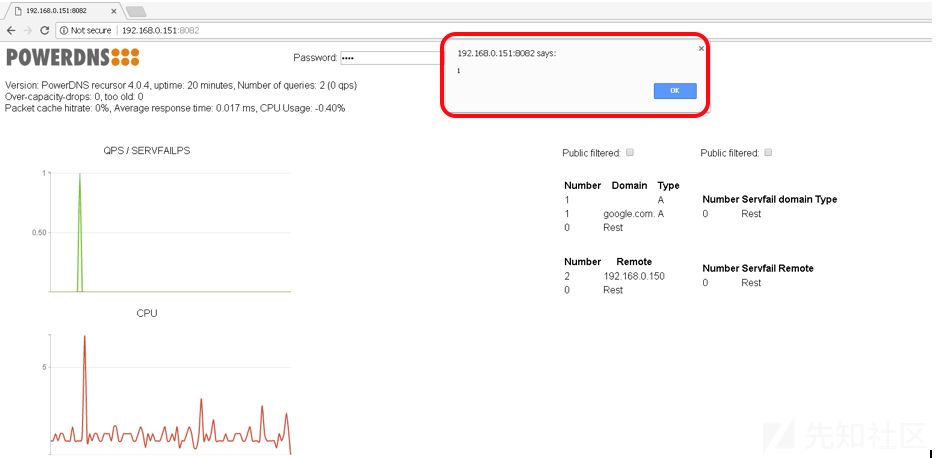 192.168.0.151:8082
Not secure | 192.168.0.151:8082
POWERDNS
Password: ••••
192.168.0.151:8082 says:
1
OK
Version: PowerDNS recursor 4.0.4, uptime: 20 minutes, Number of queries: 2 (0 qps)
Over-capacity-drops: 0, too old: 0
Packet cache hitrate: 0%, Average response time: 0.017 ms, CPU Usage: -0.40%
QPS / SERVFAILPS
1
0.50
Public filtered:
Public filtered:
Number Domain Type
1 A
1 google.com. A
0 Rest
Number Servfail domain Type
0 Rest
Number Remote
2 192.168.0.150
0 Rest
Number Servfail Remote
0 Rest
CPU
5
先知社区